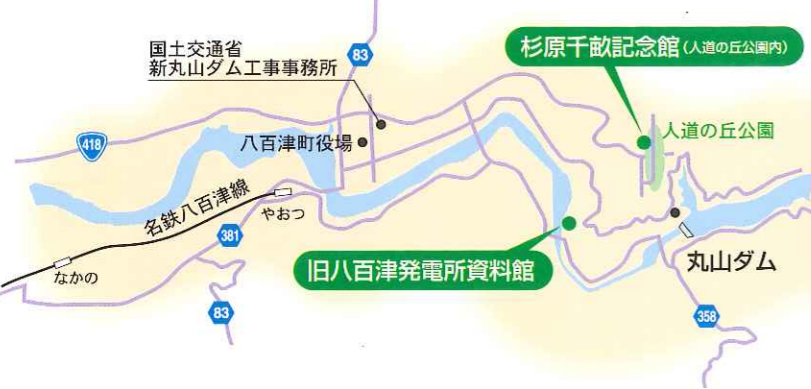 国土交通省
新丸山ダム工事事務所
83
杉原千畝記念館(人道の丘公園内)
418
八百津町役場
人道の丘公園
名鉄八百津線
やおつ
381
なかの
旧八百津発電所資料館
丸山ダム
83
358